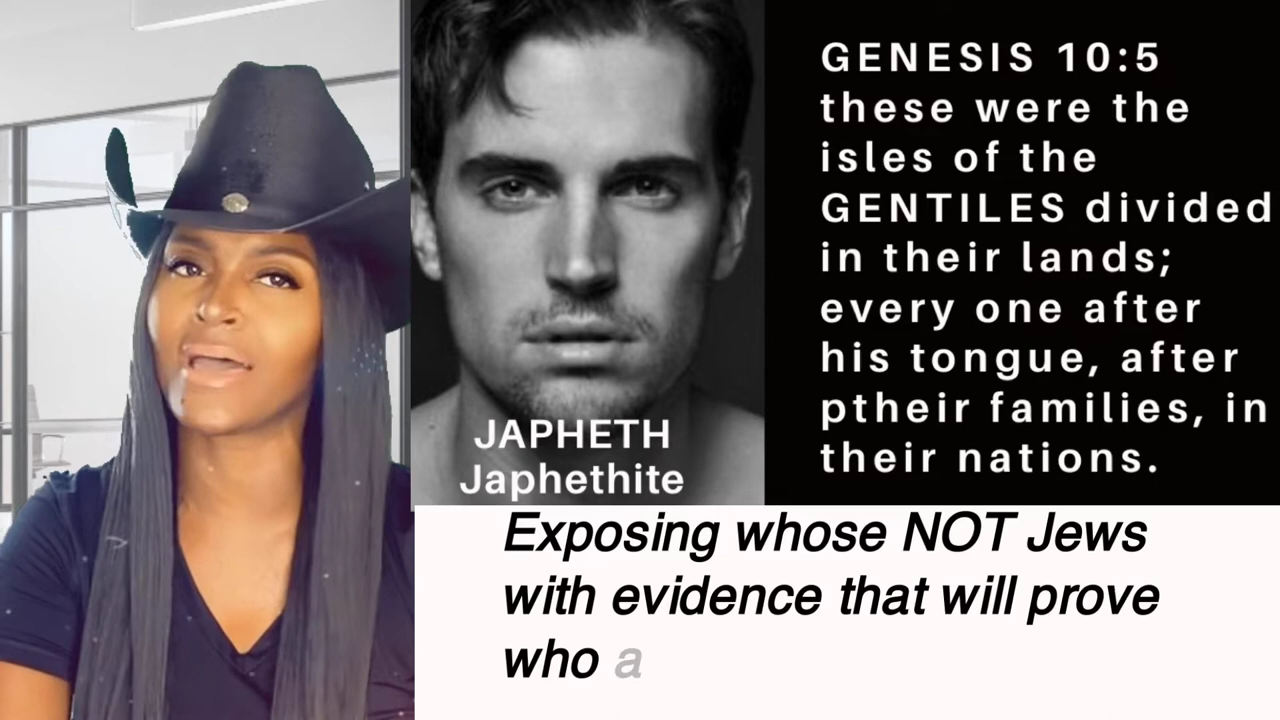 GENESIS 10:5
these were the
isles of the
GENTILES divided
in their lands;
every one after
his tongue, after
ptheir families, in
their nations.
JAPHETH
Japhethite
Exposing whose NOT Jews
with evidence that will prove
who a